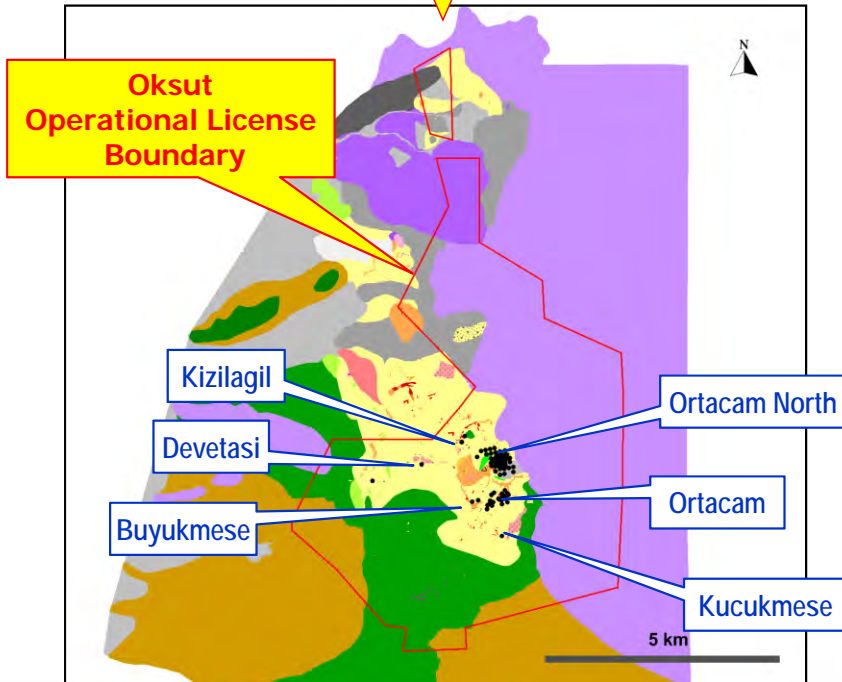 N
Oksut
Operational License
Boundary
Kizilagil
Ortacam North
Devetasi
Ortacam
Buyukmese
Kucukmese
5 km